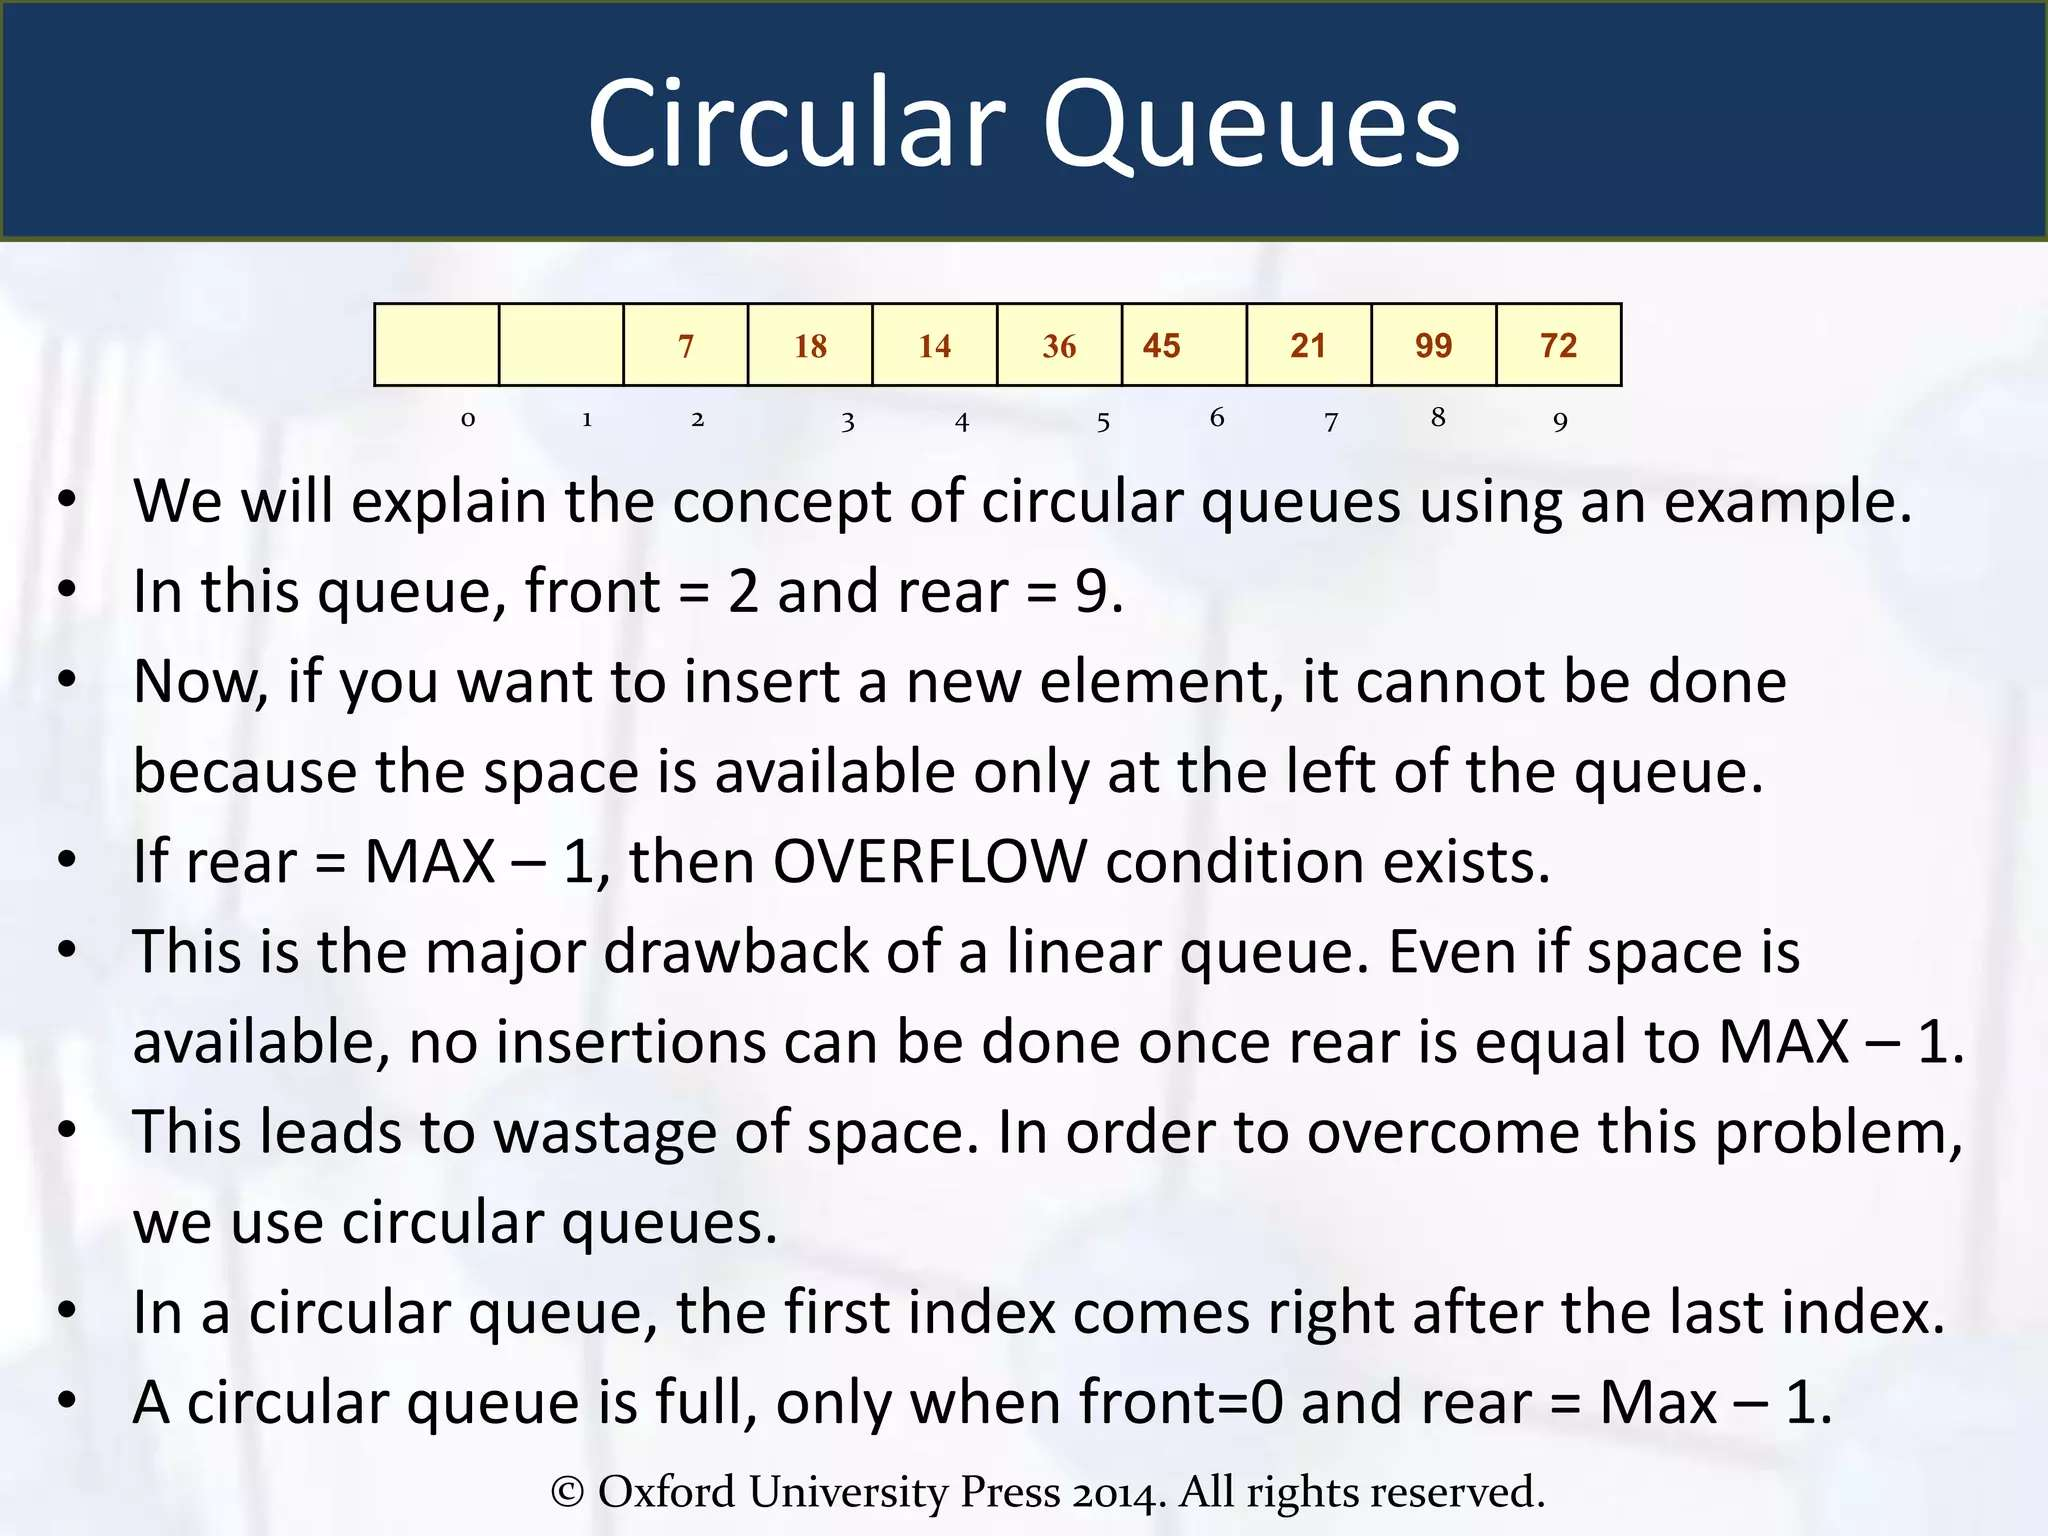 Circular Queues
7 18 14 36 45 21 99 72
0 1 2 3 4 5 6 7 8 9
• We will explain the concept of circular queues using an example.
• In this queue, front = 2 and rear = 9.
• Now, if you want to insert a new element, it cannot be done
because the space is available only at the left of the queue.
• If rear = MAX – 1, then OVERFLOW condition exists.
• This is the major drawback of a linear queue. Even if space is
available, no insertions can be done once rear is equal to MAX – 1.
• This leads to wastage of space. In order to overcome this problem,
we use circular queues.
• In a circular queue, the first index comes right after the last index.
• A circular queue is full, only when front=0 and rear = Max – 1.
© Oxford University Press 2014. All rights reserved.